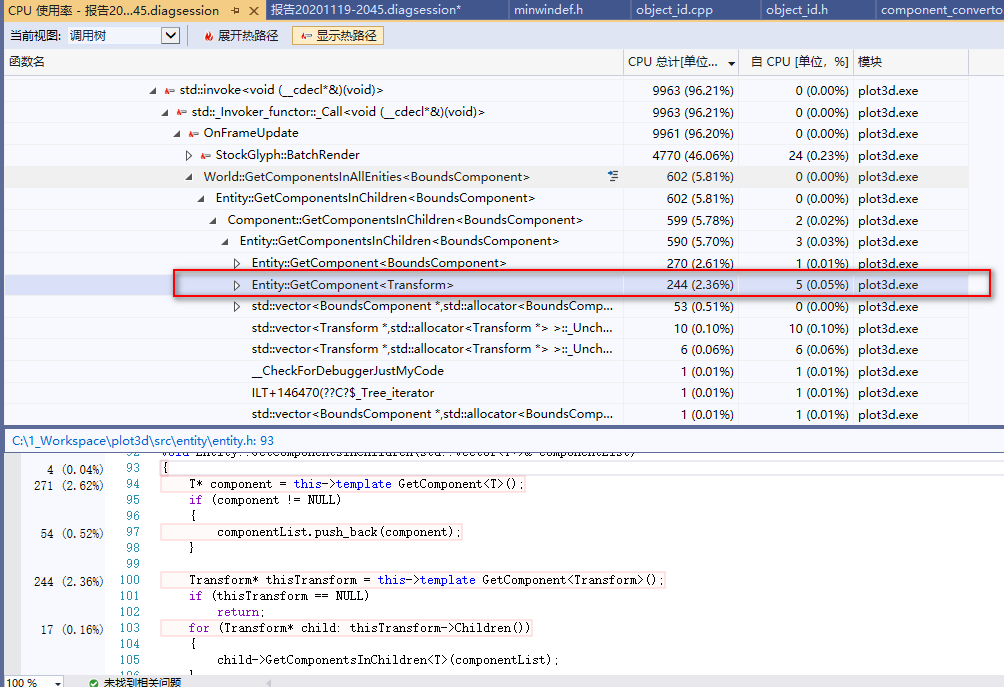 CPU 使用率 - 报告20...45.diagsession 报告20201119-2045.diagsession* minwindef.h object_id.cpp object_id.h component_converto
当前视图: 调用树 展开热路径 显示热路径
函数名 CPU 总计[单位... 自 CPU [单位, %] 模块
std::invoke<void (__cdecl*&)(void)> 9963 (96.21%) 0 (0.00%) plot3d.exe
std::_Invoker_functor::_Call<void (__cdecl*&)(void)> 9963 (96.21%) 0 (0.00%) plot3d.exe
OnFrameUpdate 9961 (96.20%) 0 (0.00%) plot3d.exe
StockGlyph::BatchRender 4770 (46.06%) 24 (0.23%) plot3d.exe
World::GetComponentsInAllEnities<BoundsComponent> 602 (5.81%) 0 (0.00%) plot3d.exe
Entity::GetComponentsInChildren<BoundsComponent> 602 (5.81%) 0 (0.00%) plot3d.exe
Component::GetComponentsInChildren<BoundsComponent> 599 (5.78%) 2 (0.02%) plot3d.exe
Entity::GetComponentsInChildren<BoundsComponent> 590 (5.70%) 3 (0.03%) plot3d.exe
Entity::GetComponent<BoundsComponent> 270 (2.61%) 1 (0.01%) plot3d.exe
Entity::GetComponent<Transform> 244 (2.36%) 5 (0.05%) plot3d.exe
std::vector<BoundsComponent *,std::allocator<BoundsComp... 53 (0.51%) 0 (0.00%) plot3d.exe
std::vector<Transform *,std::allocator<Transform *> >::_Unch... 10 (0.10%) 10 (0.10%) plot3d.exe
std::vector<Transform *,std::allocator<Transform *> >::_Unch... 6 (0.06%) 6 (0.06%) plot3d.exe
__CheckForDebuggerJustMyCode 1 (0.01%) 1 (0.01%) plot3d.exe
ILT+146470(??C?$_Tree_iterator 1 (0.01%) 1 (0.01%) plot3d.exe
std::vector<BoundsComponent *,std::allocator<BoundsComp... 1 (0.01%) 1 (0.01%) plot3d.exe
C:\1_Workspace\plot3d\src\entity\entity.h: 93
92 void Entity::GetComponentsInChildren(std::vector<T*>& componentList)
4 (0.04%) 93 {
271 (2.62%) 94 T* component = this->template GetComponent<T>();
95 if (component != NULL)
96 {
54 (0.52%) 97 componentList.push_back(component);
98 }
99
244 (2.36%) 100 Transform* thisTransform = this->template GetComponent<Transform>();
101 if (thisTransform == NULL)
102 return;
17 (0.16%) 103 for (Transform* child: thisTransform->Children())
104 {
105 child->GetComponentsInChildren<T>(componentList);
106 }
100 % 未找到相关问题